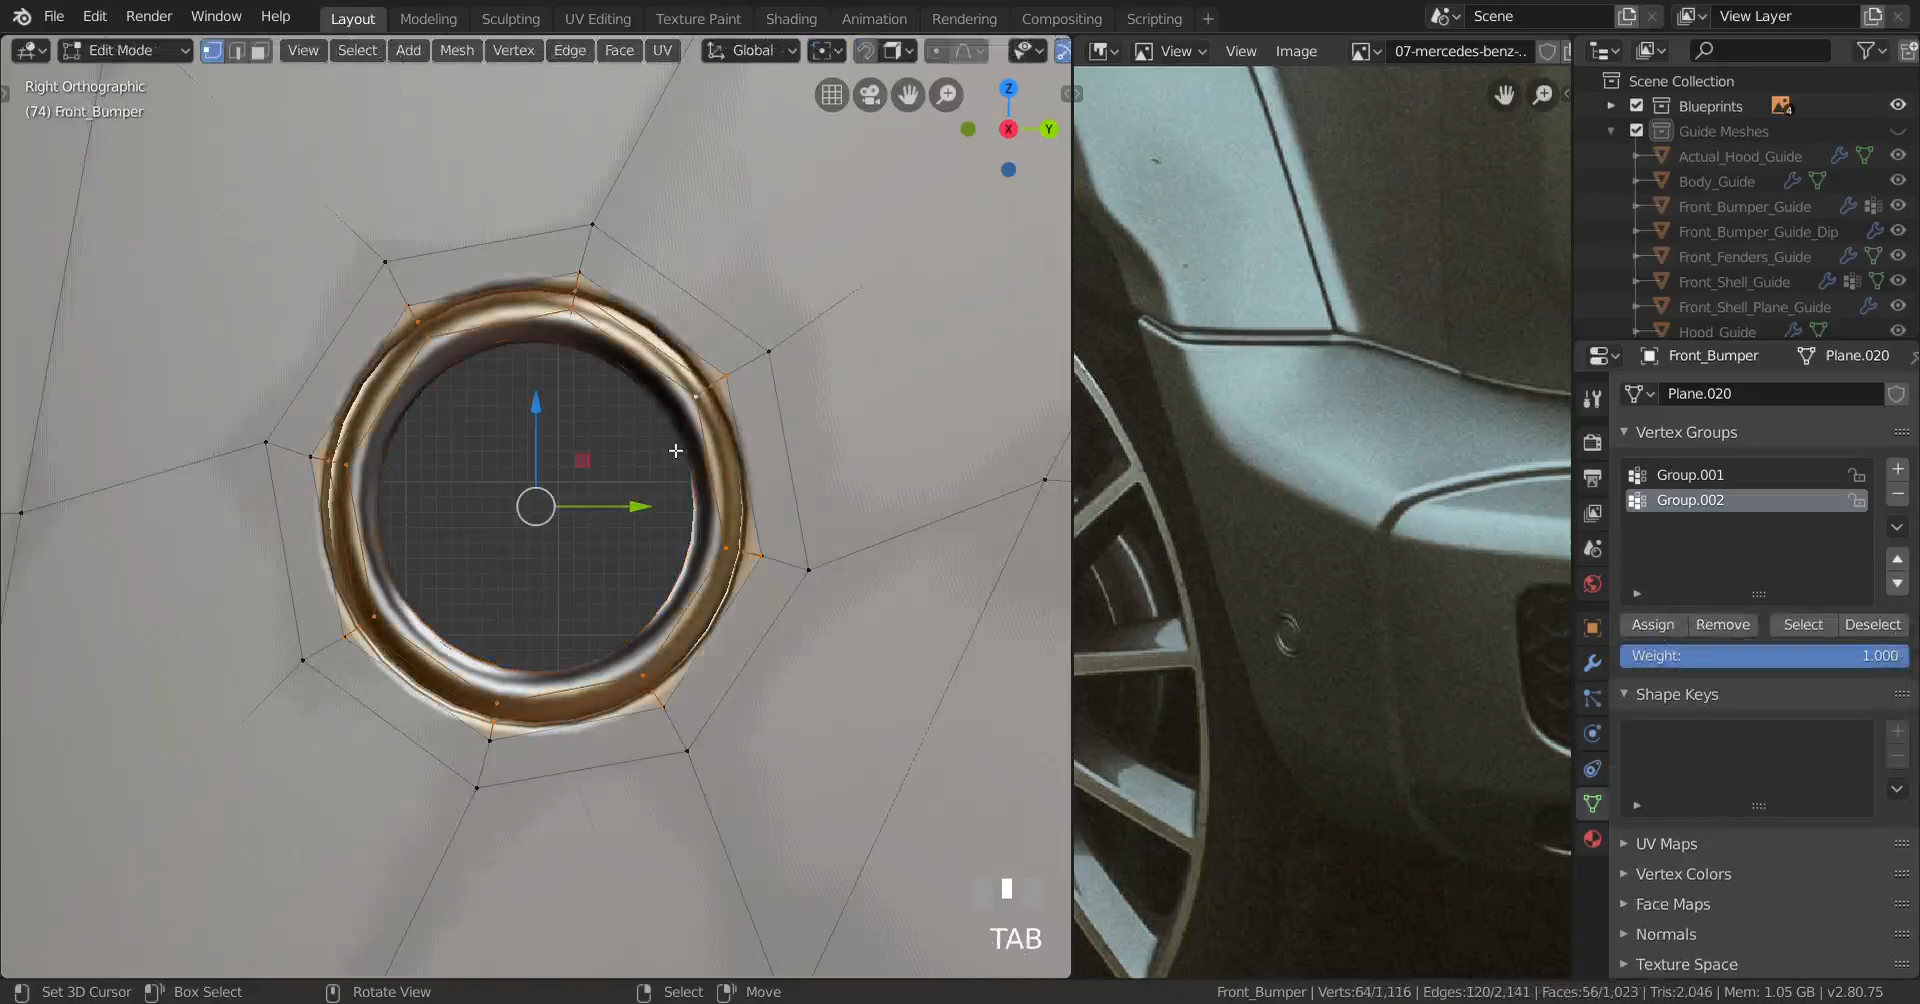 File Edit Render Window Help Layout Modeling Sculpting UV Editing Texture Paint Shading Animation Rendering Compositing Scripting + Scene View Layer
Edit Mode View Select Add Mesh Vertex Edge Face UV Global View View Image 07-mercedes-benz-..
Right Orthographic
(74) Front_Bumper
Z
X
Y
Scene Collection
Blueprints 4
Guide Meshes
Actual_Hood_Guide
Body_Guide
Front_Bumper_Guide
Front_Bumper_Guide_Dip
Front_Fenders_Guide
Front_Shell_Guide
Front_Shell_Plane_Guide
Hood_Guide
Front_Bumper Plane.020
Plane.020
Vertex Groups
Group.001
Group.002
Assign Remove Select Deselect
Weight: 1.000
Shape Keys
UV Maps
Vertex Colors
Face Maps
Normals
Texture Space
TAB
Set 3D Cursor Box Select Rotate View Select Move Front_Bumper | Verts:64/1,116 | Edges:120/2,141 | Faces:56/1,023 | Tris:2,046 | Mem: 1.05 GB | v2.80.75